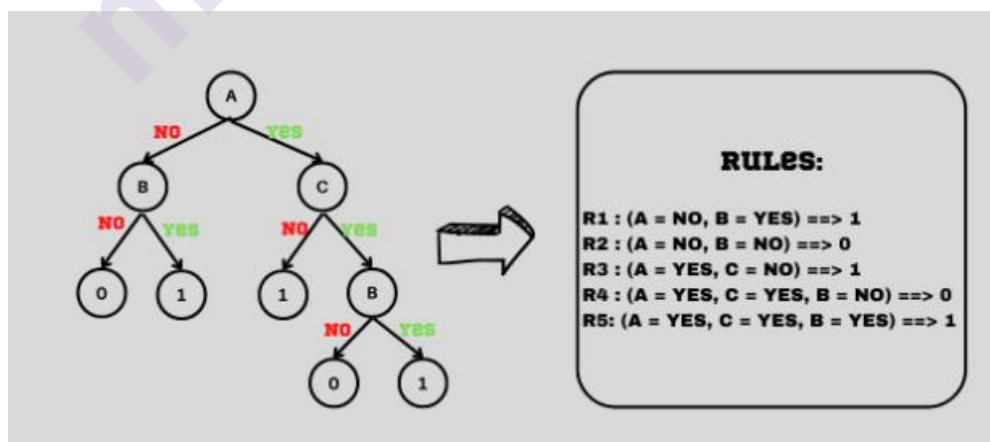 A
NO Yes
B C
NO Yes NO Yes
0 1 1 B
NO Yes
0 1
RULES:
R1 : (A = NO, B = YES) ==> 1
R2 : (A = NO, B = NO) ==> 0
R3 : (A = YES, C = NO) ==> 1
R4 : (A = YES, C = YES, B = NO) ==> 0
R5: (A = YES, C = YES, B = YES) ==> 1